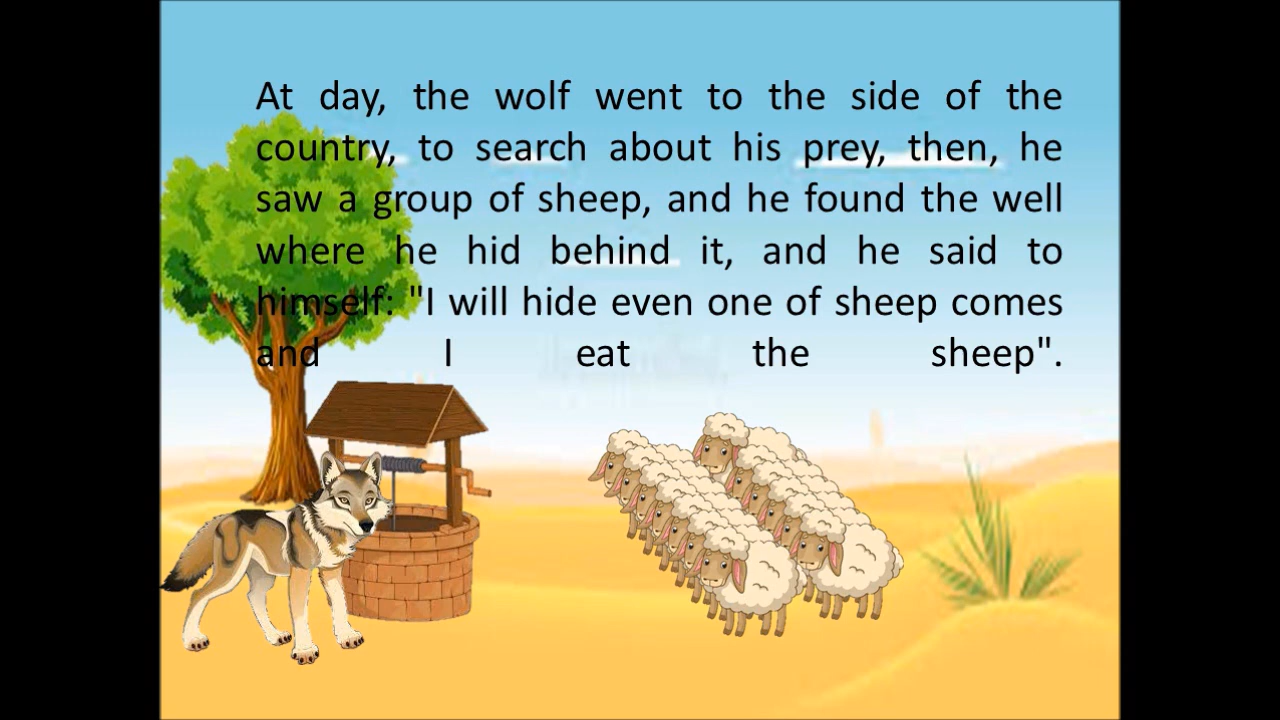 At day, the wolf went to the side of the
country, to search about his prey, then, he
saw a group of sheep, and he found the well
where he hid behind it, and he said to
himself: "I will hide even one of sheep comes
and I eat the sheep".